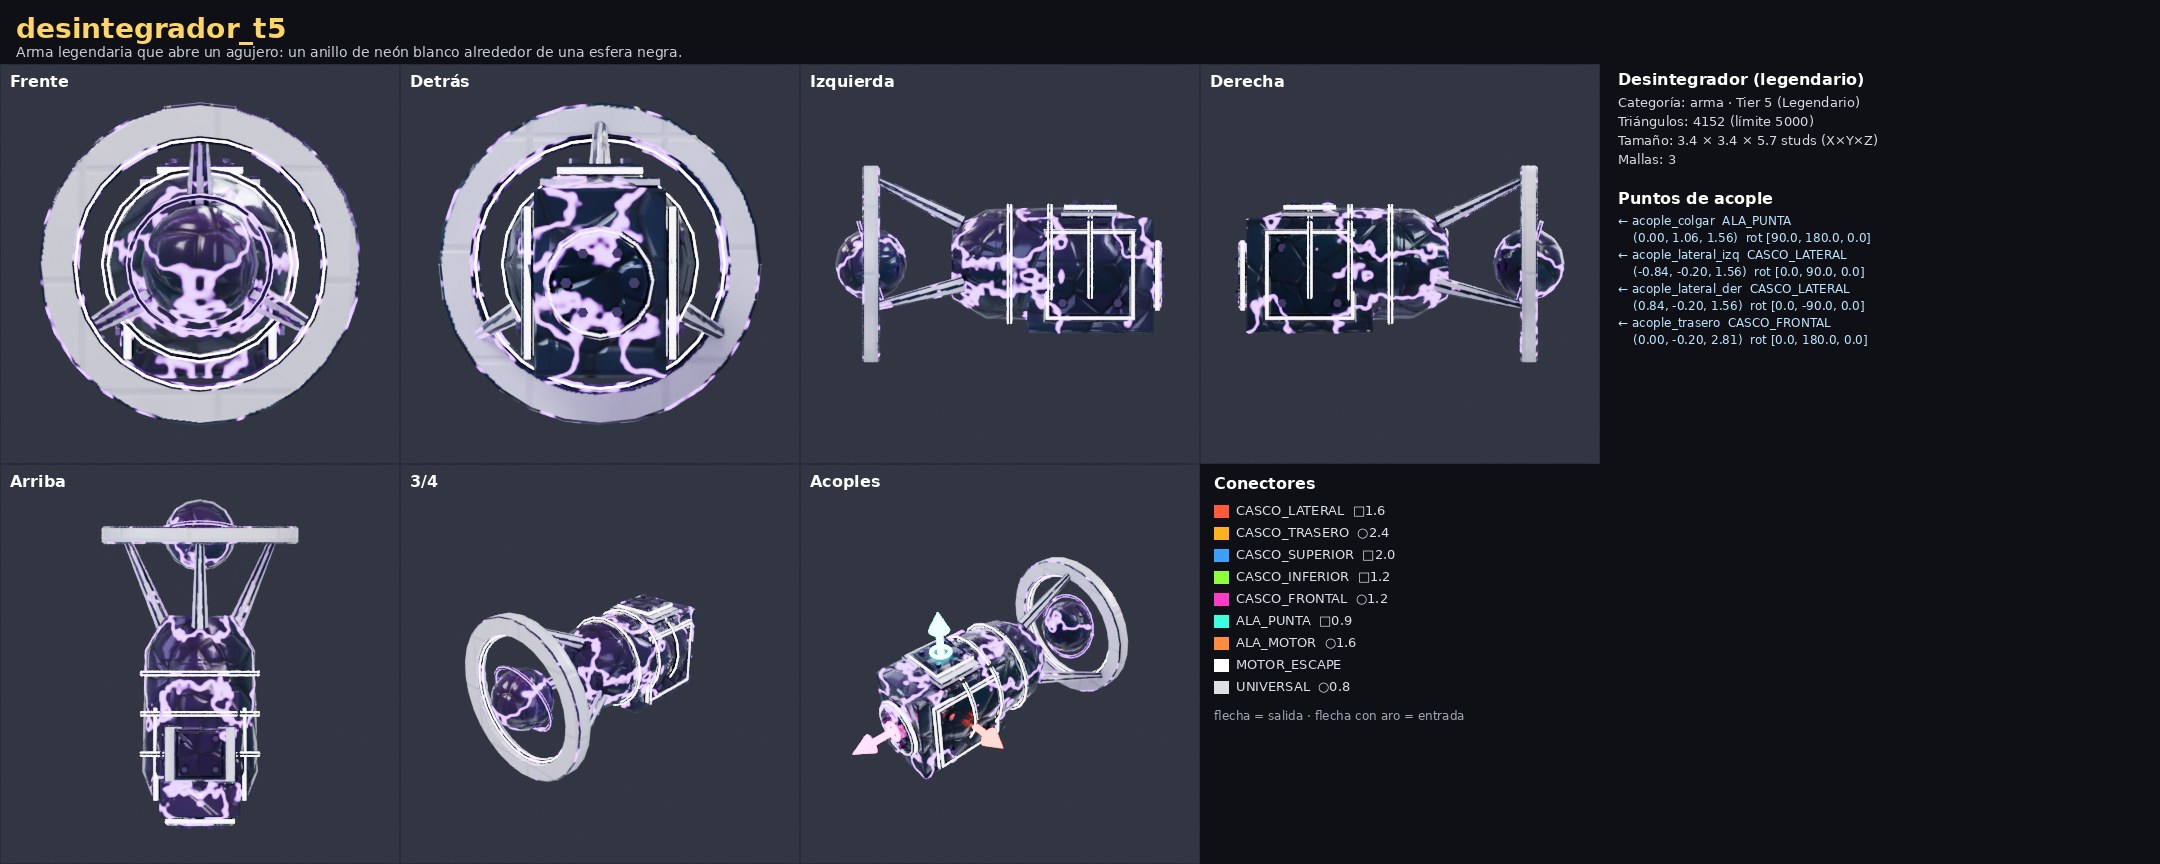 desintegrador_t5
Arma legendaria que abre un agujero: un anillo de neón blanco alrededor de una esfera negra.
Frente
Detrás
Izquierda
Derecha
Desintegrador (legendario)
Categoría: arma · Tier 5 (Legendario)
Triángulos: 4152 (límite 5000)
Tamaño: 3.4 × 3.4 × 5.7 studs (X×Y×Z)
Mallas: 3
Puntos de acople
← acople_colgar ALA_PUNTA
(0.00, 1.06, 1.56) rot [90.0, 180.0, 0.0]
← acople_lateral_izq CASCO_LATERAL
(-0.84, -0.20, 1.56) rot [0.0, 90.0, 0.0]
← acople_lateral_der CASCO_LATERAL
(0.84, -0.20, 1.56) rot [0.0, -90.0, 0.0]
← acople_trasero CASCO_FRONTAL
(0.00, -0.20, 2.81) rot [0.0, 180.0, 0.0]
Arriba
3/4
Acoples
Conectores
CASCO_LATERAL □1.6
CASCO_TRASERO ○2.4
CASCO_SUPERIOR □2.0
CASCO_INFERIOR □1.2
CASCO_FRONTAL ○1.2
ALA_PUNTA □0.9
ALA_MOTOR ○1.6
MOTOR_ESCAPE
UNIVERSAL ○0.8
flecha = salida · flecha con aro = entrada